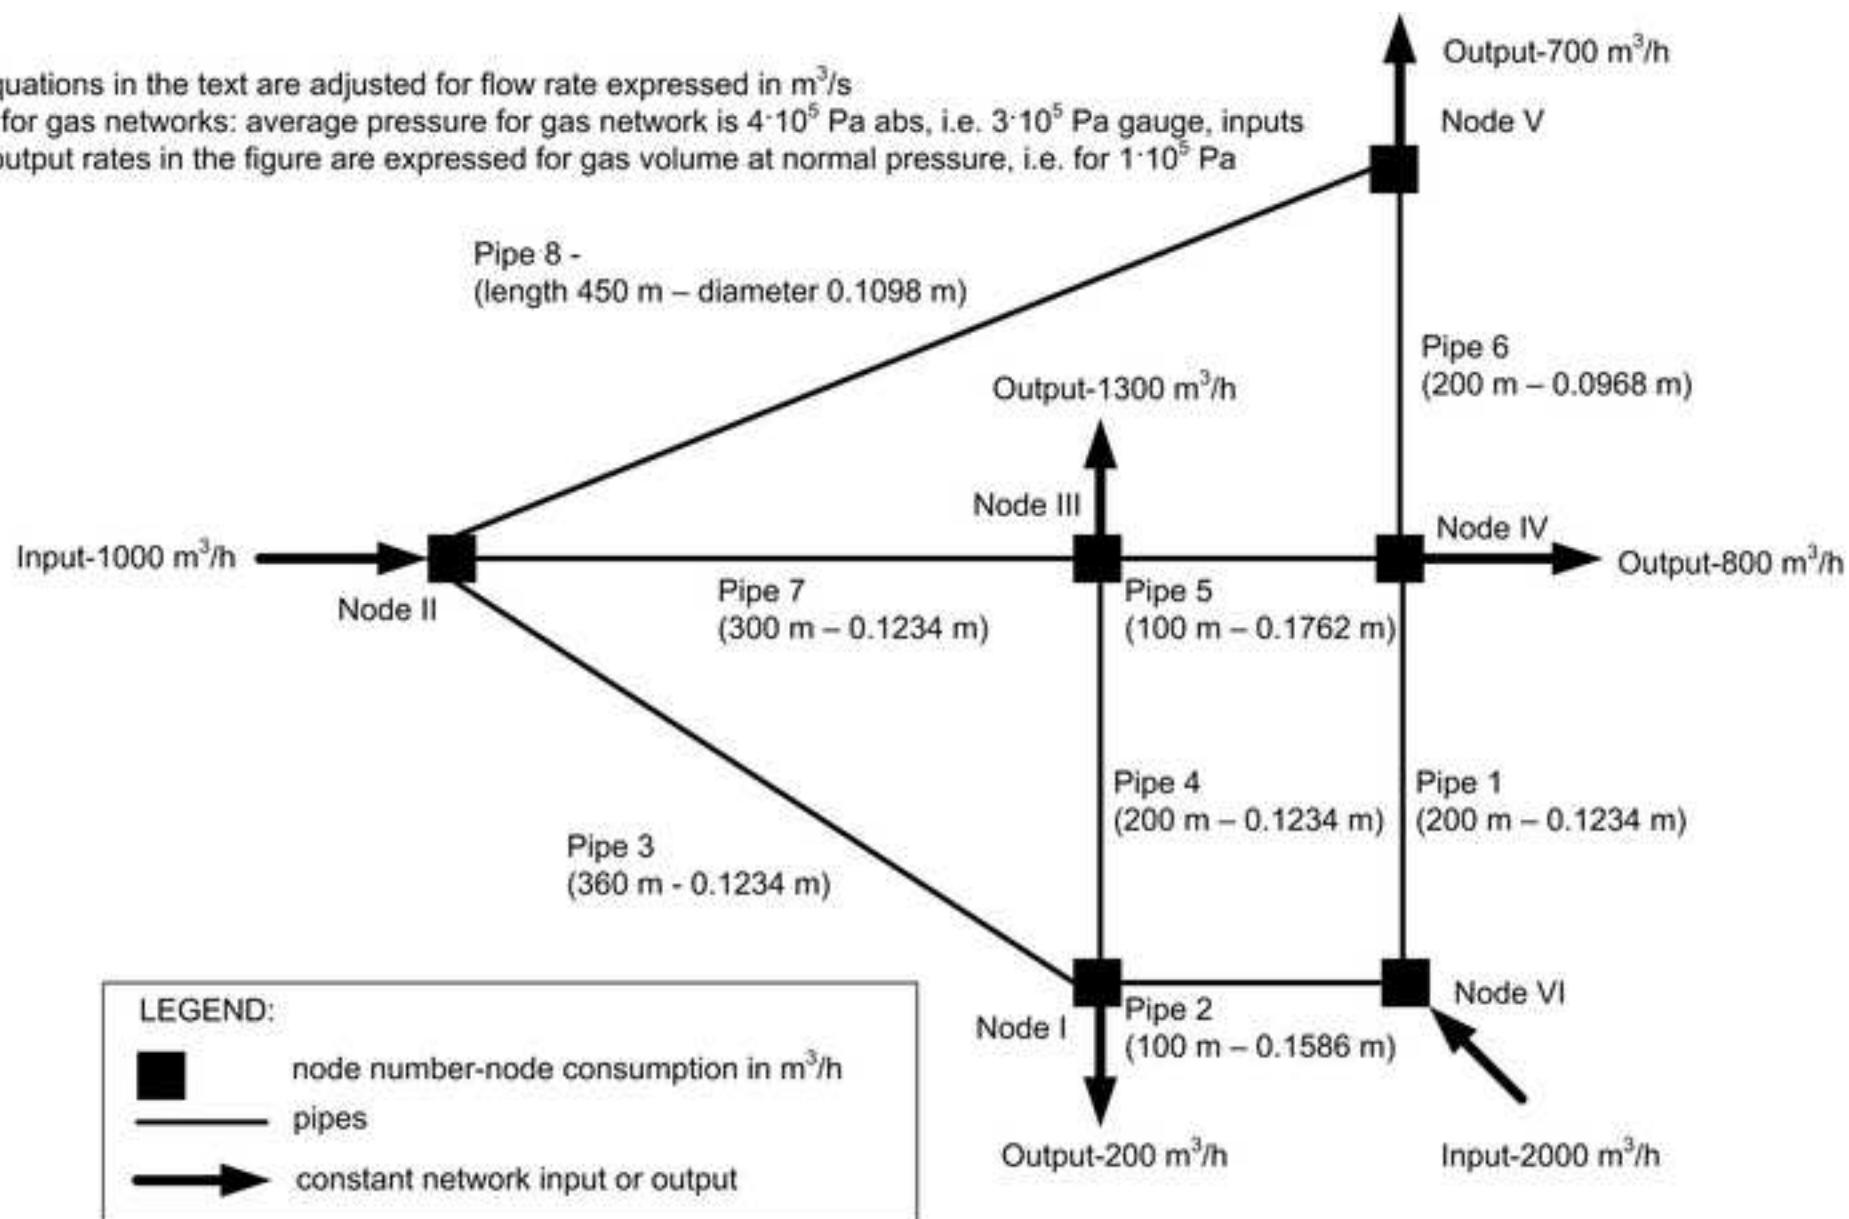 quations in the text are adjusted for flow rate expressed in m³/s
for gas networks: average pressure for gas network is 4·10⁵ Pa abs, i.e. 3·10⁵ Pa gauge, inputs
output rates in the figure are expressed for gas volume at normal pressure, i.e. for 1·10⁵ Pa
Output-700 m³/h
Node V
Pipe 8 -
(length 450 m – diameter 0.1098 m)
Pipe 6
(200 m – 0.0968 m)
Output-1300 m³/h
Node III
Node IV
Input-1000 m³/h
Output-800 m³/h
Node II
Pipe 7
(300 m – 0.1234 m)
Pipe 5
(100 m – 0.1762 m)
Pipe 4
(200 m – 0.1234 m)
Pipe 1
(200 m – 0.1234 m)
Pipe 3
(360 m - 0.1234 m)
Node I
Pipe 2
(100 m – 0.1586 m)
Node VI
Output-200 m³/h
Input-2000 m³/h
LEGEND:
node number-node consumption in m³/h
pipes
constant network input or output